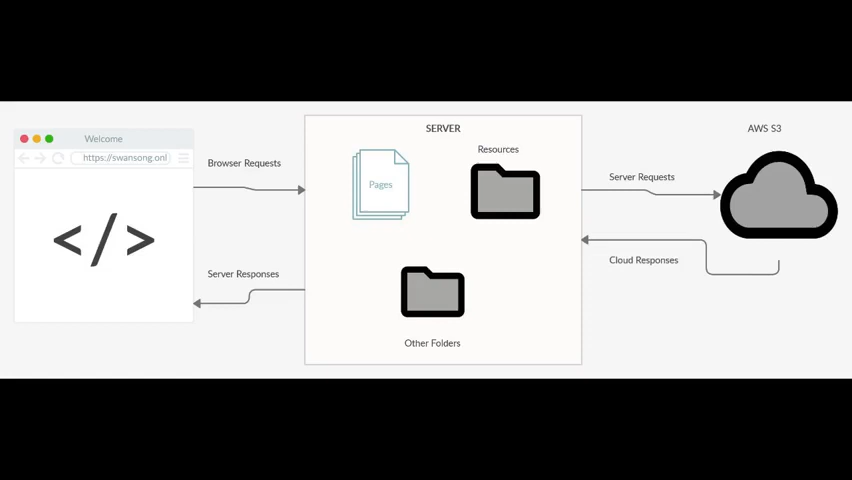 SERVER
AWS S3
Welcome
https://swansong.onl
</>
Browser Requests
Server Responses
Pages
Resources
Other Folders
Server Requests
Cloud Responses